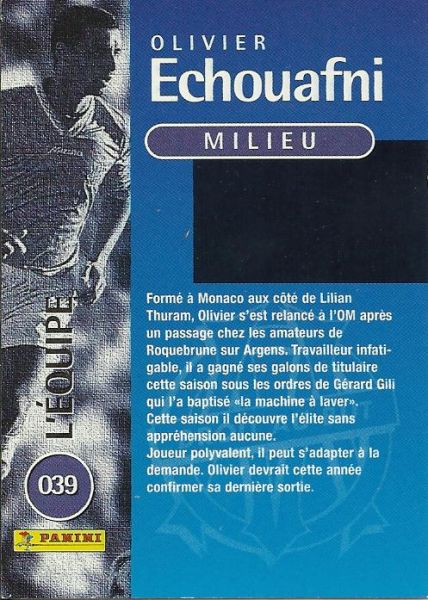 OLIVIER
Echouafni
MILIEU
Formé à Monaco aux côté de Lilian
Thuram, Olivier s'est relancé à l'OM après
un passage chez les amateurs de
Roquebrune sur Argens. Travailleur infati-
gable, il a gagné ses galons de titulaire
cette saison sous les ordres de Gérard Gili
qui l'a baptisé «la machine à laver».
Cette saison il découvre l'élite sans
appréhension aucune.
Joueur polyvalent, il peut s'adapter à la
demande. Olivier devrait cette année
confirmer sa dernière sortie.
L'ÉQUIPE
039
PANINI